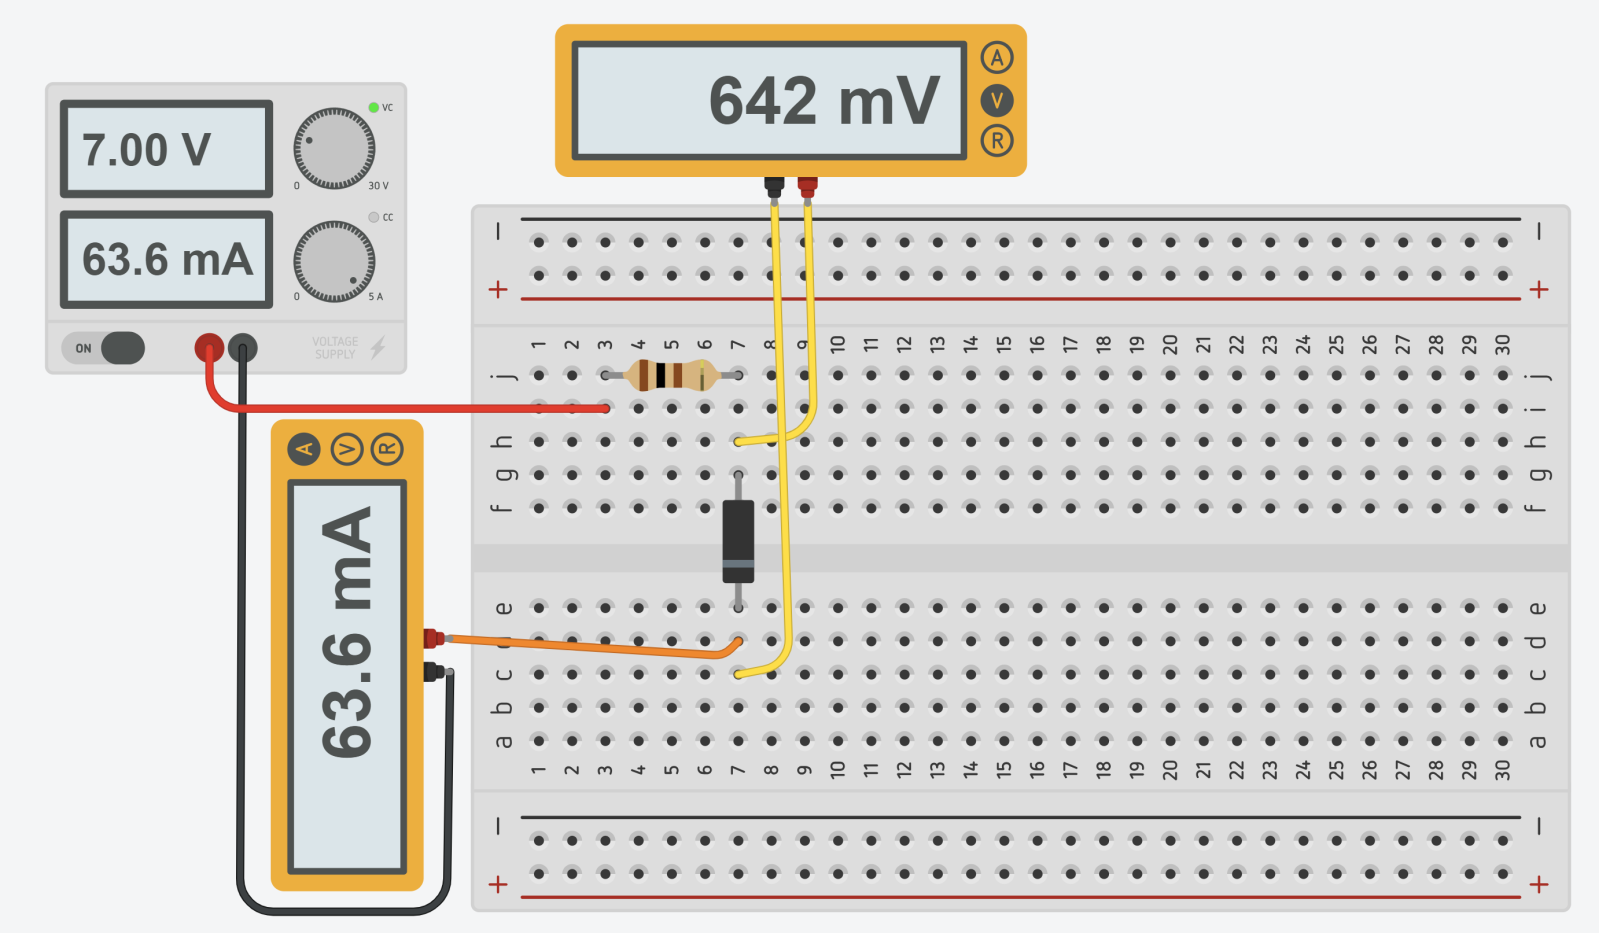 642 mV
A
V
R
7.00 V
VC
0 30 V
63.6 mA
CC
0 5 A
ON
VOLTAGE
SUPPLY
A V R
63.6 mA
− −
+ +
1 2 3 4 5 6 7 8 9 10 11 12 13 14 15 16 17 18 19 20 21 22 23 24 25 26 27 28 29 30
j j
i
h h
g g
f f
e e
d
c c
b b
a a
1 2 3 4 5 6 7 8 9 10 11 12 13 14 15 16 17 18 19 20 21 22 23 24 25 26 27 28 29 30
− −
+ +